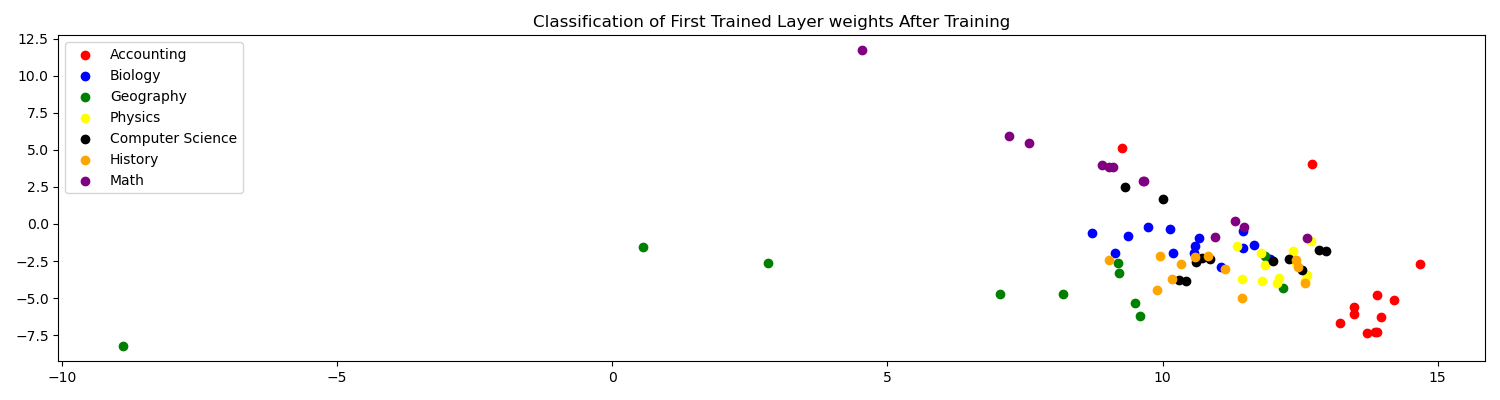 Classification of First Trained Layer weights After Training
12.5
10.0
7.5
5.0
2.5
0.0
−2.5
−5.0
−7.5
Accounting
Biology
Geography
Physics
Computer Science
History
Math
−10
−5
0
5
10
15